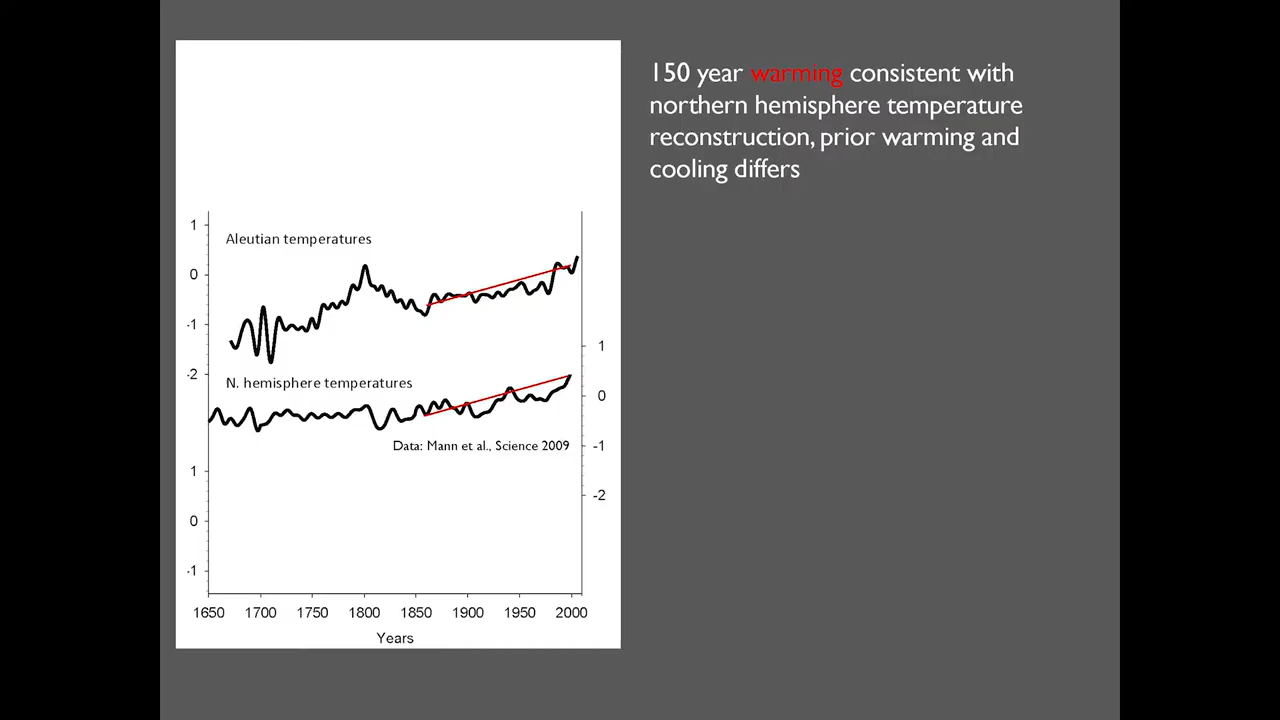 150 year warming consistent with
northern hemisphere temperature
reconstruction, prior warming and
cooling differs
1
Aleutian temperatures
0
-1
1
-2
N. hemisphere temperatures
0
Data: Mann et al., Science 2009
-1
1
-2
0
-1
1650 1700 1750 1800 1850 1900 1950 2000
Years